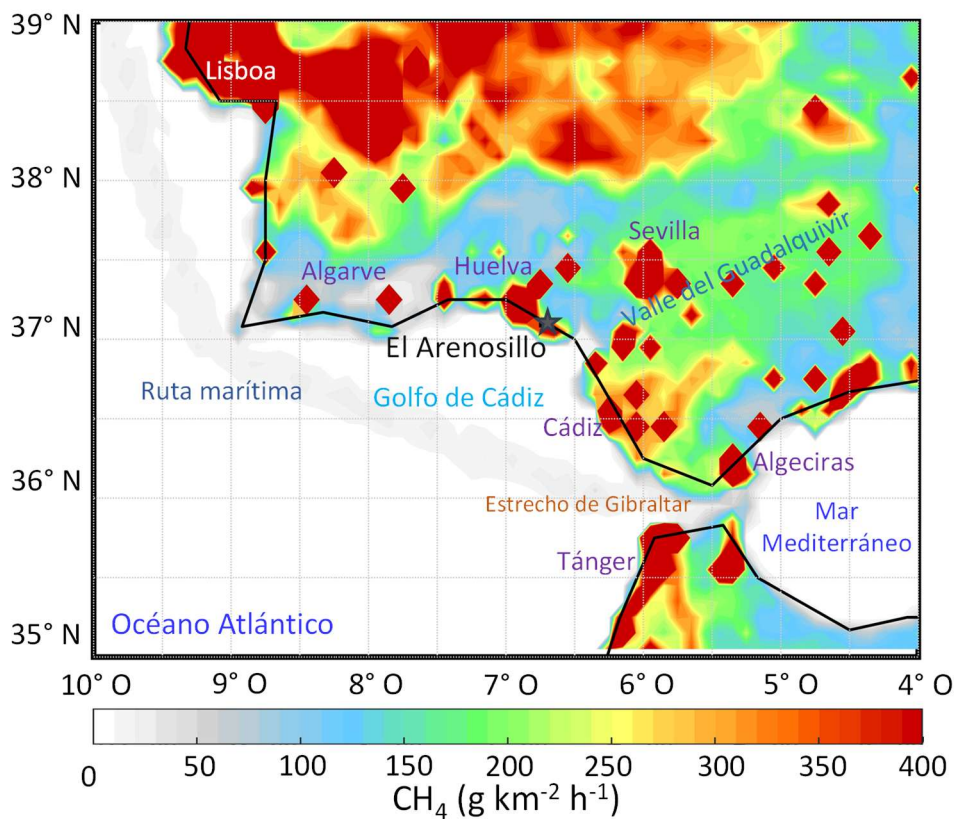 39° N
Lisboa
38° N
Sevilla
Algarve
Huelva
Valle del Guadalquivir
37° N
El Arenosillo
Ruta marítima
Golfo de Cádiz
Cádiz
Algeciras
36° N
Estrecho de Gibraltar
Mar
Mediterráneo
Tánger
Océano Atlántico
35° N
10° O 9° O 8° O 7° O 6° O 5° O 4° O
0 50 100 150 200 250 300 350 400
CH₄ (g km⁻² h⁻¹)